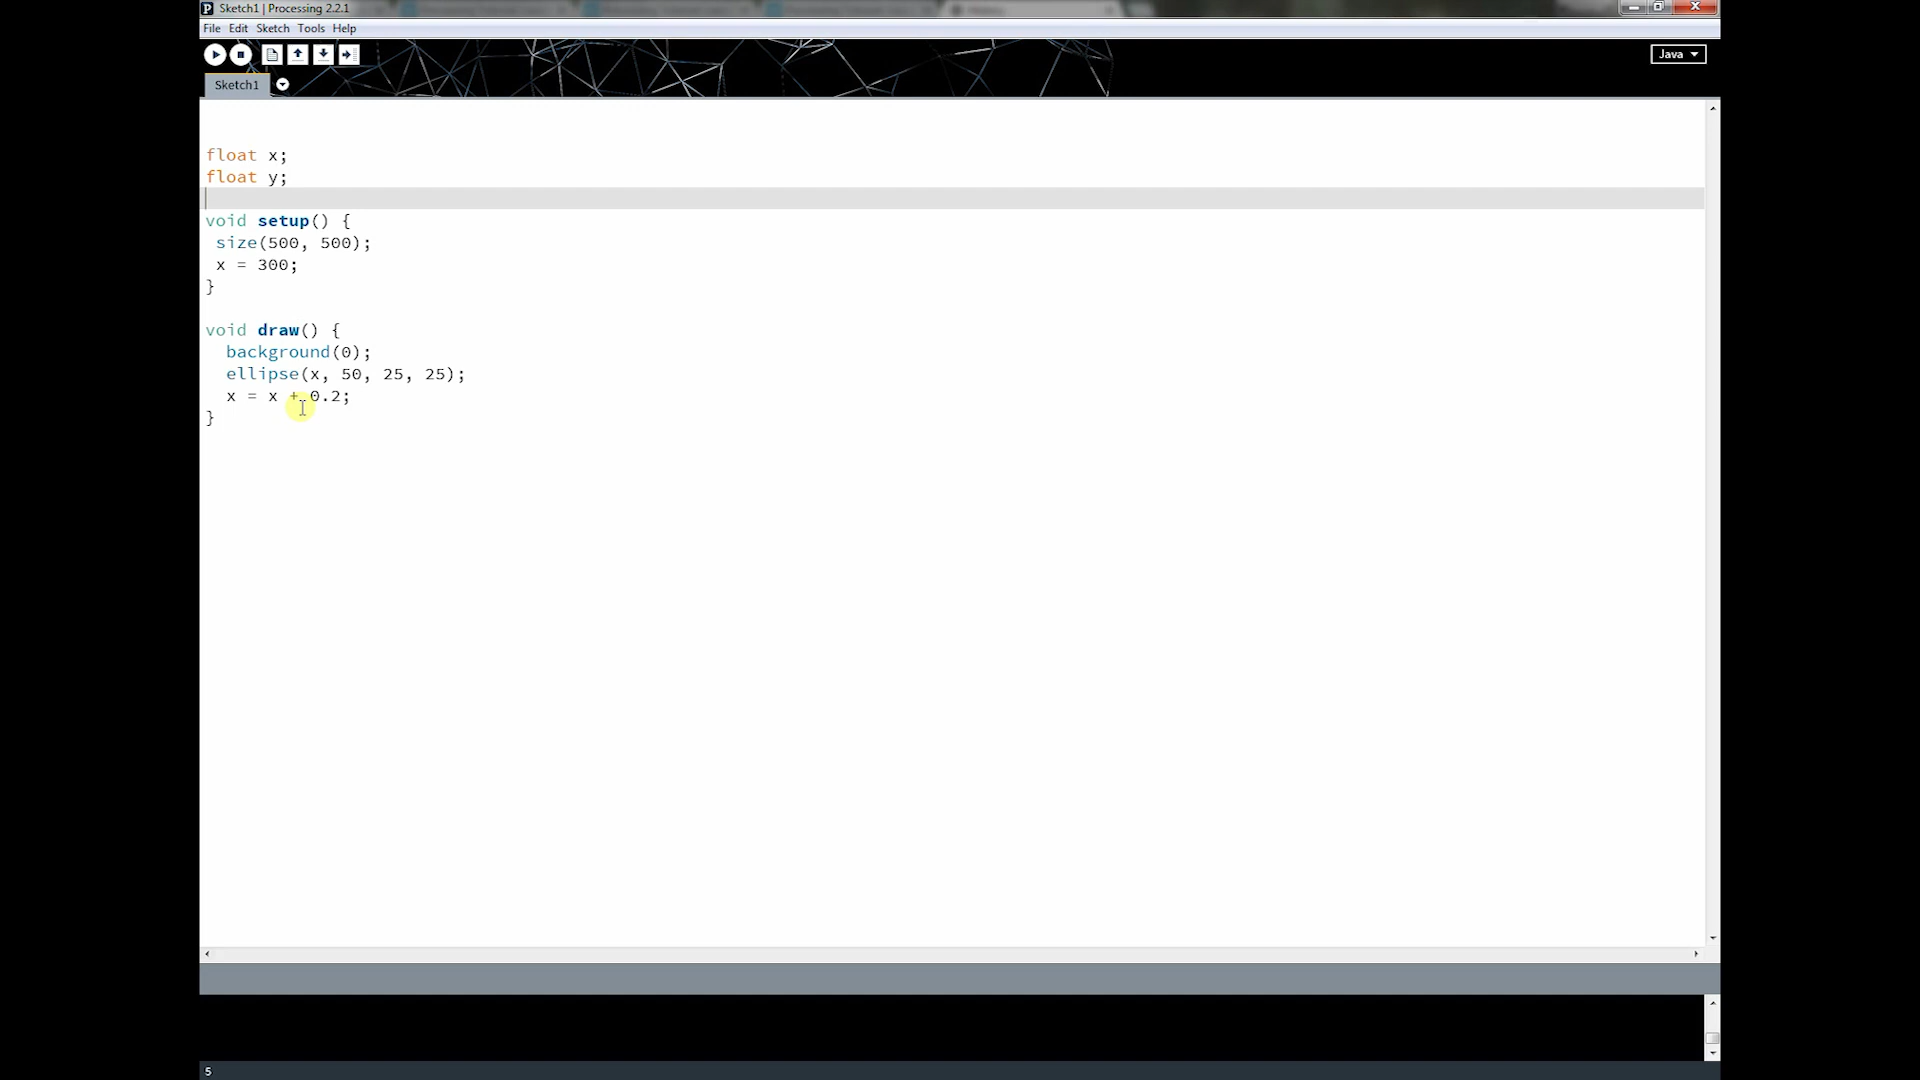 Sketch1 | Processing 2.2.1
File Edit Sketch Tools Help
Java
Sketch1
float x;
float y;
void setup() {
 size(500, 500);
 x = 300;
}
void draw() {
  background(0);
  ellipse(x, 50, 25, 25);
  x = x + 0.2;
}
5